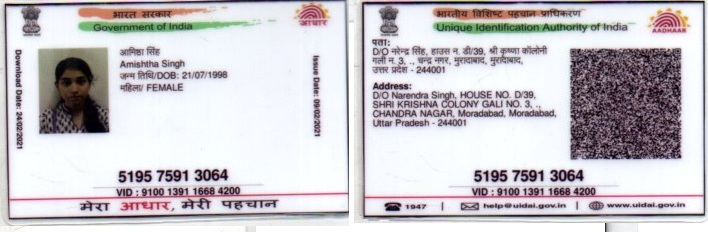 भारत सरकार
Government of India
आधार
Download Date: 24/02/2021
Issue Date: 09/02/2021
अमिष्ठा सिंह
Amishtha Singh
जन्म तिथि/DOB: 21/07/1998
महिला/ FEMALE
5195 7591 3064
VID : 9100 1391 1668 4200
मेरा आधार, मेरी पहचान
भारतीय विशिष्ट पहचान प्राधिकरण
Unique Identification Authority of India
AADHAAR
पता:
D/O नरेन्द्र सिंह, हाउस न. डी/39, श्री कृष्णा कॉलोनी
गली न. 3, ., चन्द्र नगर, मुरादाबाद, मुरादाबाद,
उत्तर प्रदेश - 244001
Address:
D/O Narendra Singh, HOUSE NO. D/39,
SHRI KRISHNA COLONY GALI NO. 3, .,
CHANDRA NAGAR, Moradabad, Moradabad,
Uttar Pradesh - 244001
5195 7591 3064
VID : 9100 1391 1668 4200
1947 | help@uidai.gov.in | www.uidai.gov.in